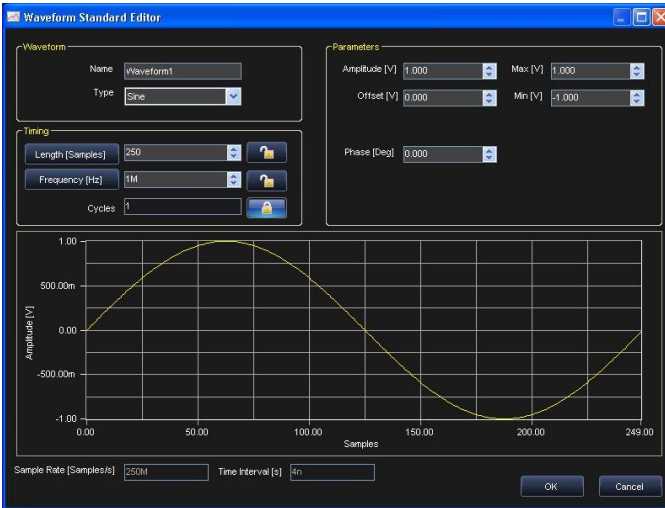 Waveform Standard Editor
Waveform
Name Waveform1
Type Sine
Parameters
Amplitude [V] 1.000 Max [V] 1.000
Offset [V] 0.000 Min [V] -1.000
Phase [Deg] 0.000
Timing
Length [Samples] 250
Frequency [Hz] 1M
Cycles 1
1.00
500.00m
0.00
-500.00m
-1.00
Amplitude [V]
0.00 50.00 100.00 150.00 200.00 249.00
Samples
Sample Rate [Samples/s] 250M Time Interval [s] 4n
OK Cancel